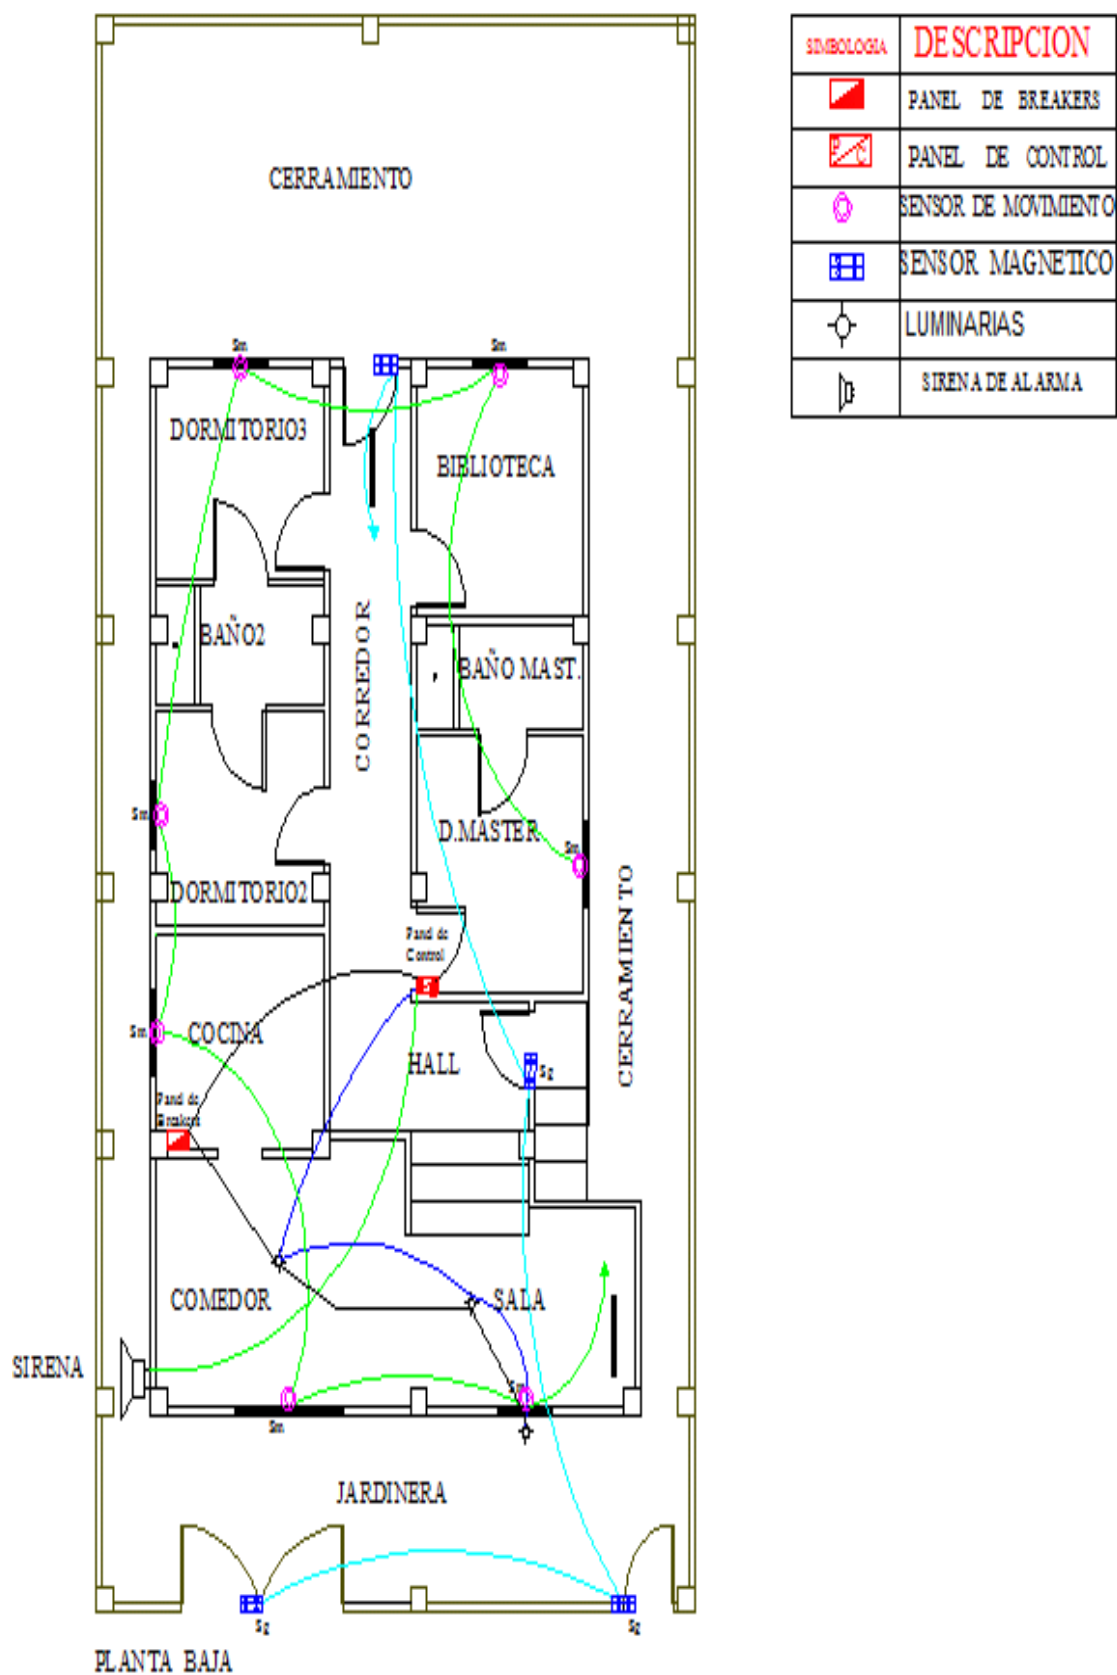 SIMBOLOGIA DESCRIPCION
PANEL DE BREAKERS
P/C PANEL DE CONTROL
SENSOR DE MOVIMIENTO
SENSOR MAGNETICO
LUMINARIAS
SIRENA DE ALARMA
CERRAMIENTO
Sm
Sm
DORMITORIO3
BIBLIOTECA
CORREDOR
BAÑO2
BAÑO MAST.
Sm
D.MASTER
Sm
DORMITORIO2
CERRAMIENTO
Panel de
Control
Sm
COCINA
HALL
Sg
Panel de
Breakers
COMEDOR
SALA
SIRENA
Sm
Sm
JARDINERA
Sg
Sg
PLANTA BAJA